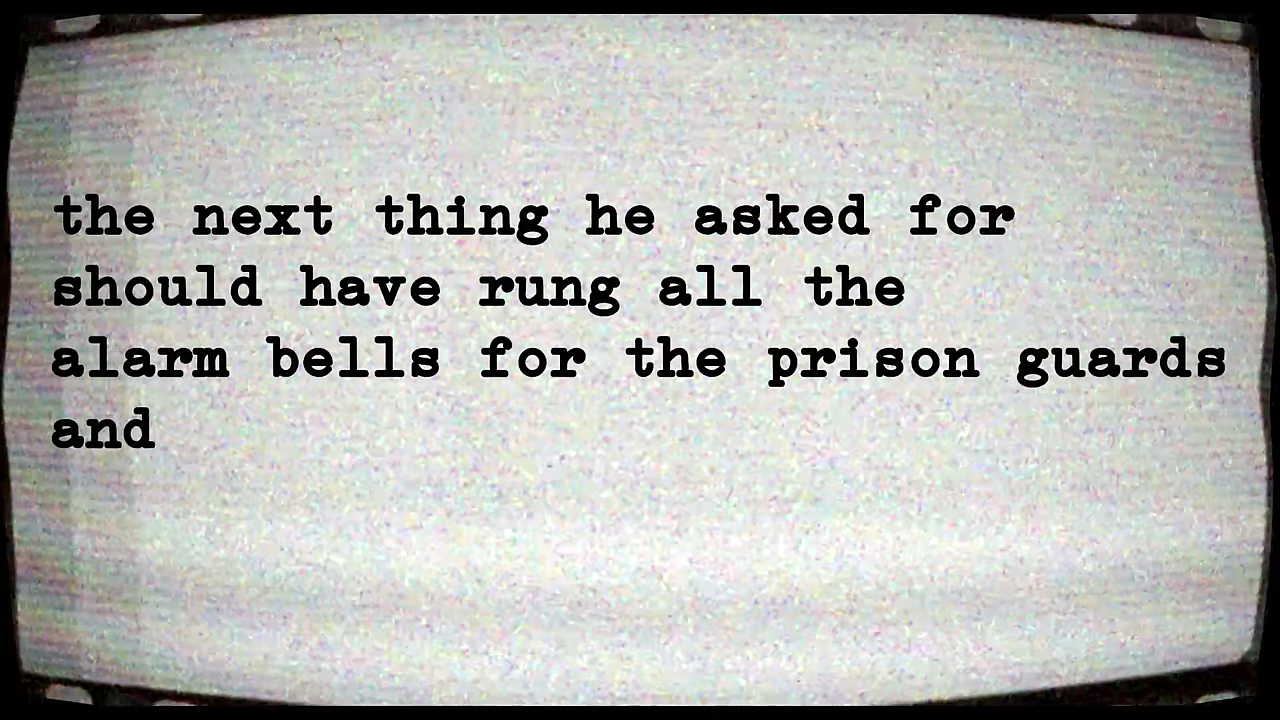 the next thing he asked for
should have rung all the
alarm bells for the prison guards
and